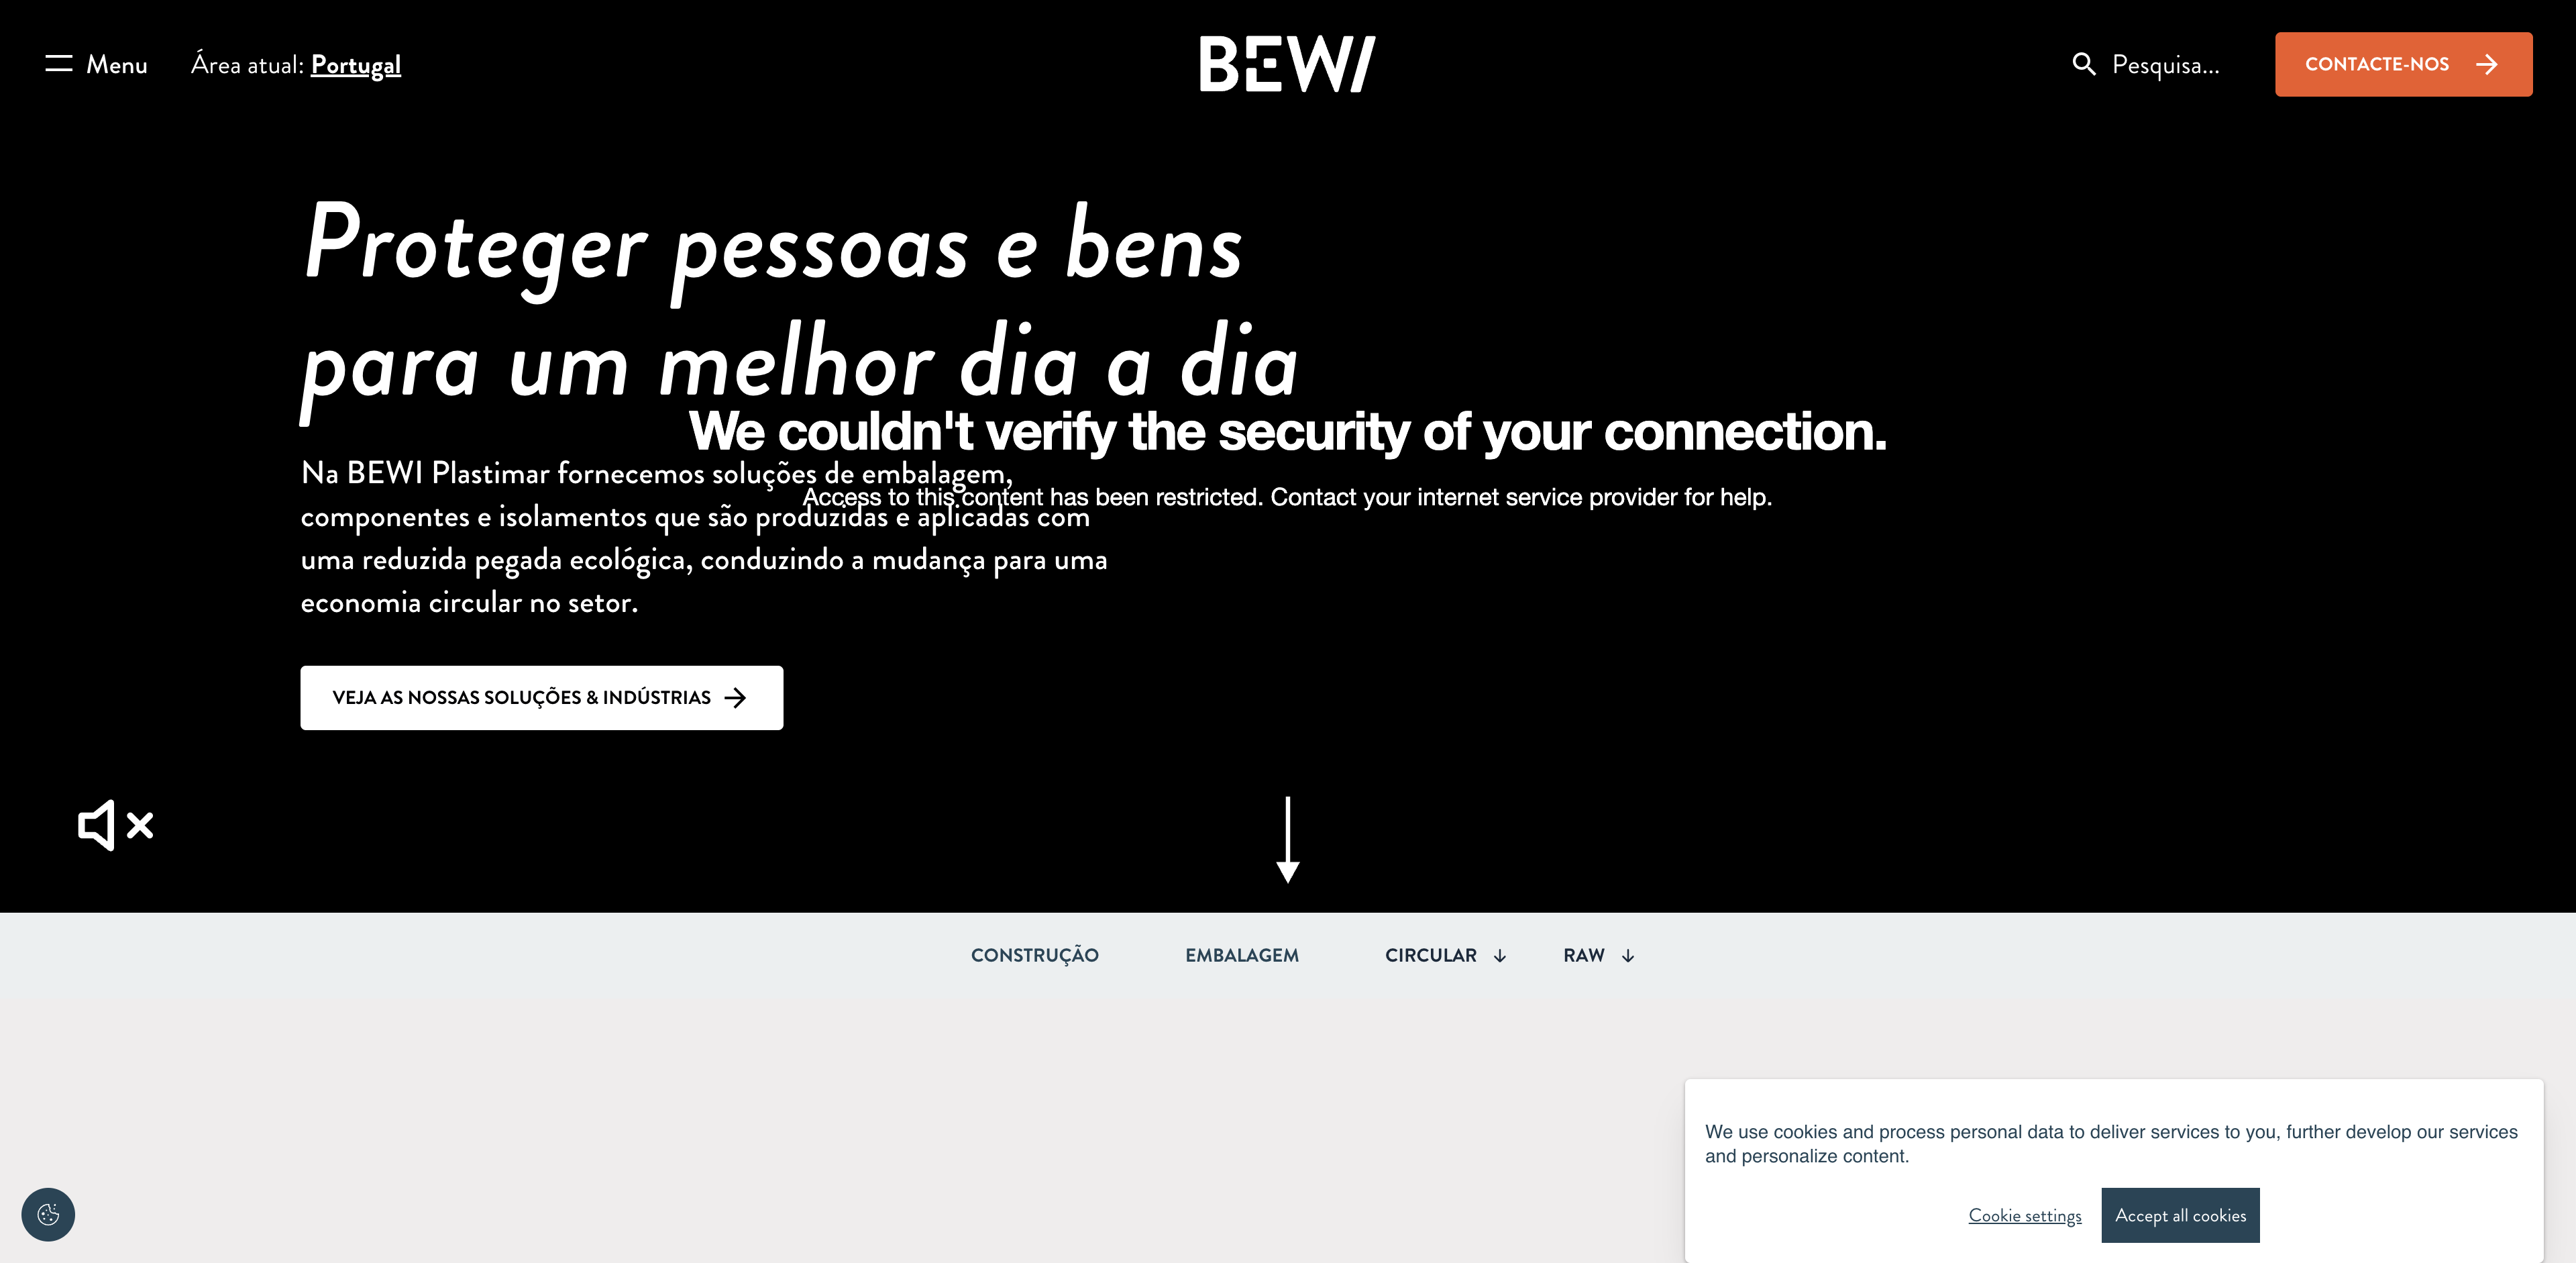 Menu
Área atual: Portugal
BEWI
Pesquisa...
CONTACTE-NOS
Proteger pessoas e bens
para um melhor dia a dia
We couldn't verify the security of your connection.
Access to this content has been restricted. Contact your internet service provider for help.
Na BEWI Plastimar fornecemos soluções de embalagem,
componentes e isolamentos que são produzidas e aplicadas com
uma reduzida pegada ecológica, conduzindo a mudança para uma
economia circular no setor.
VEJA AS NOSSAS SOLUÇÕES & INDÚSTRIAS
CONSTRUÇÃO
EMBALAGEM
CIRCULAR
RAW
We use cookies and process personal data to deliver services to you, further develop our services
and personalize content.
Cookie settings
Accept all cookies